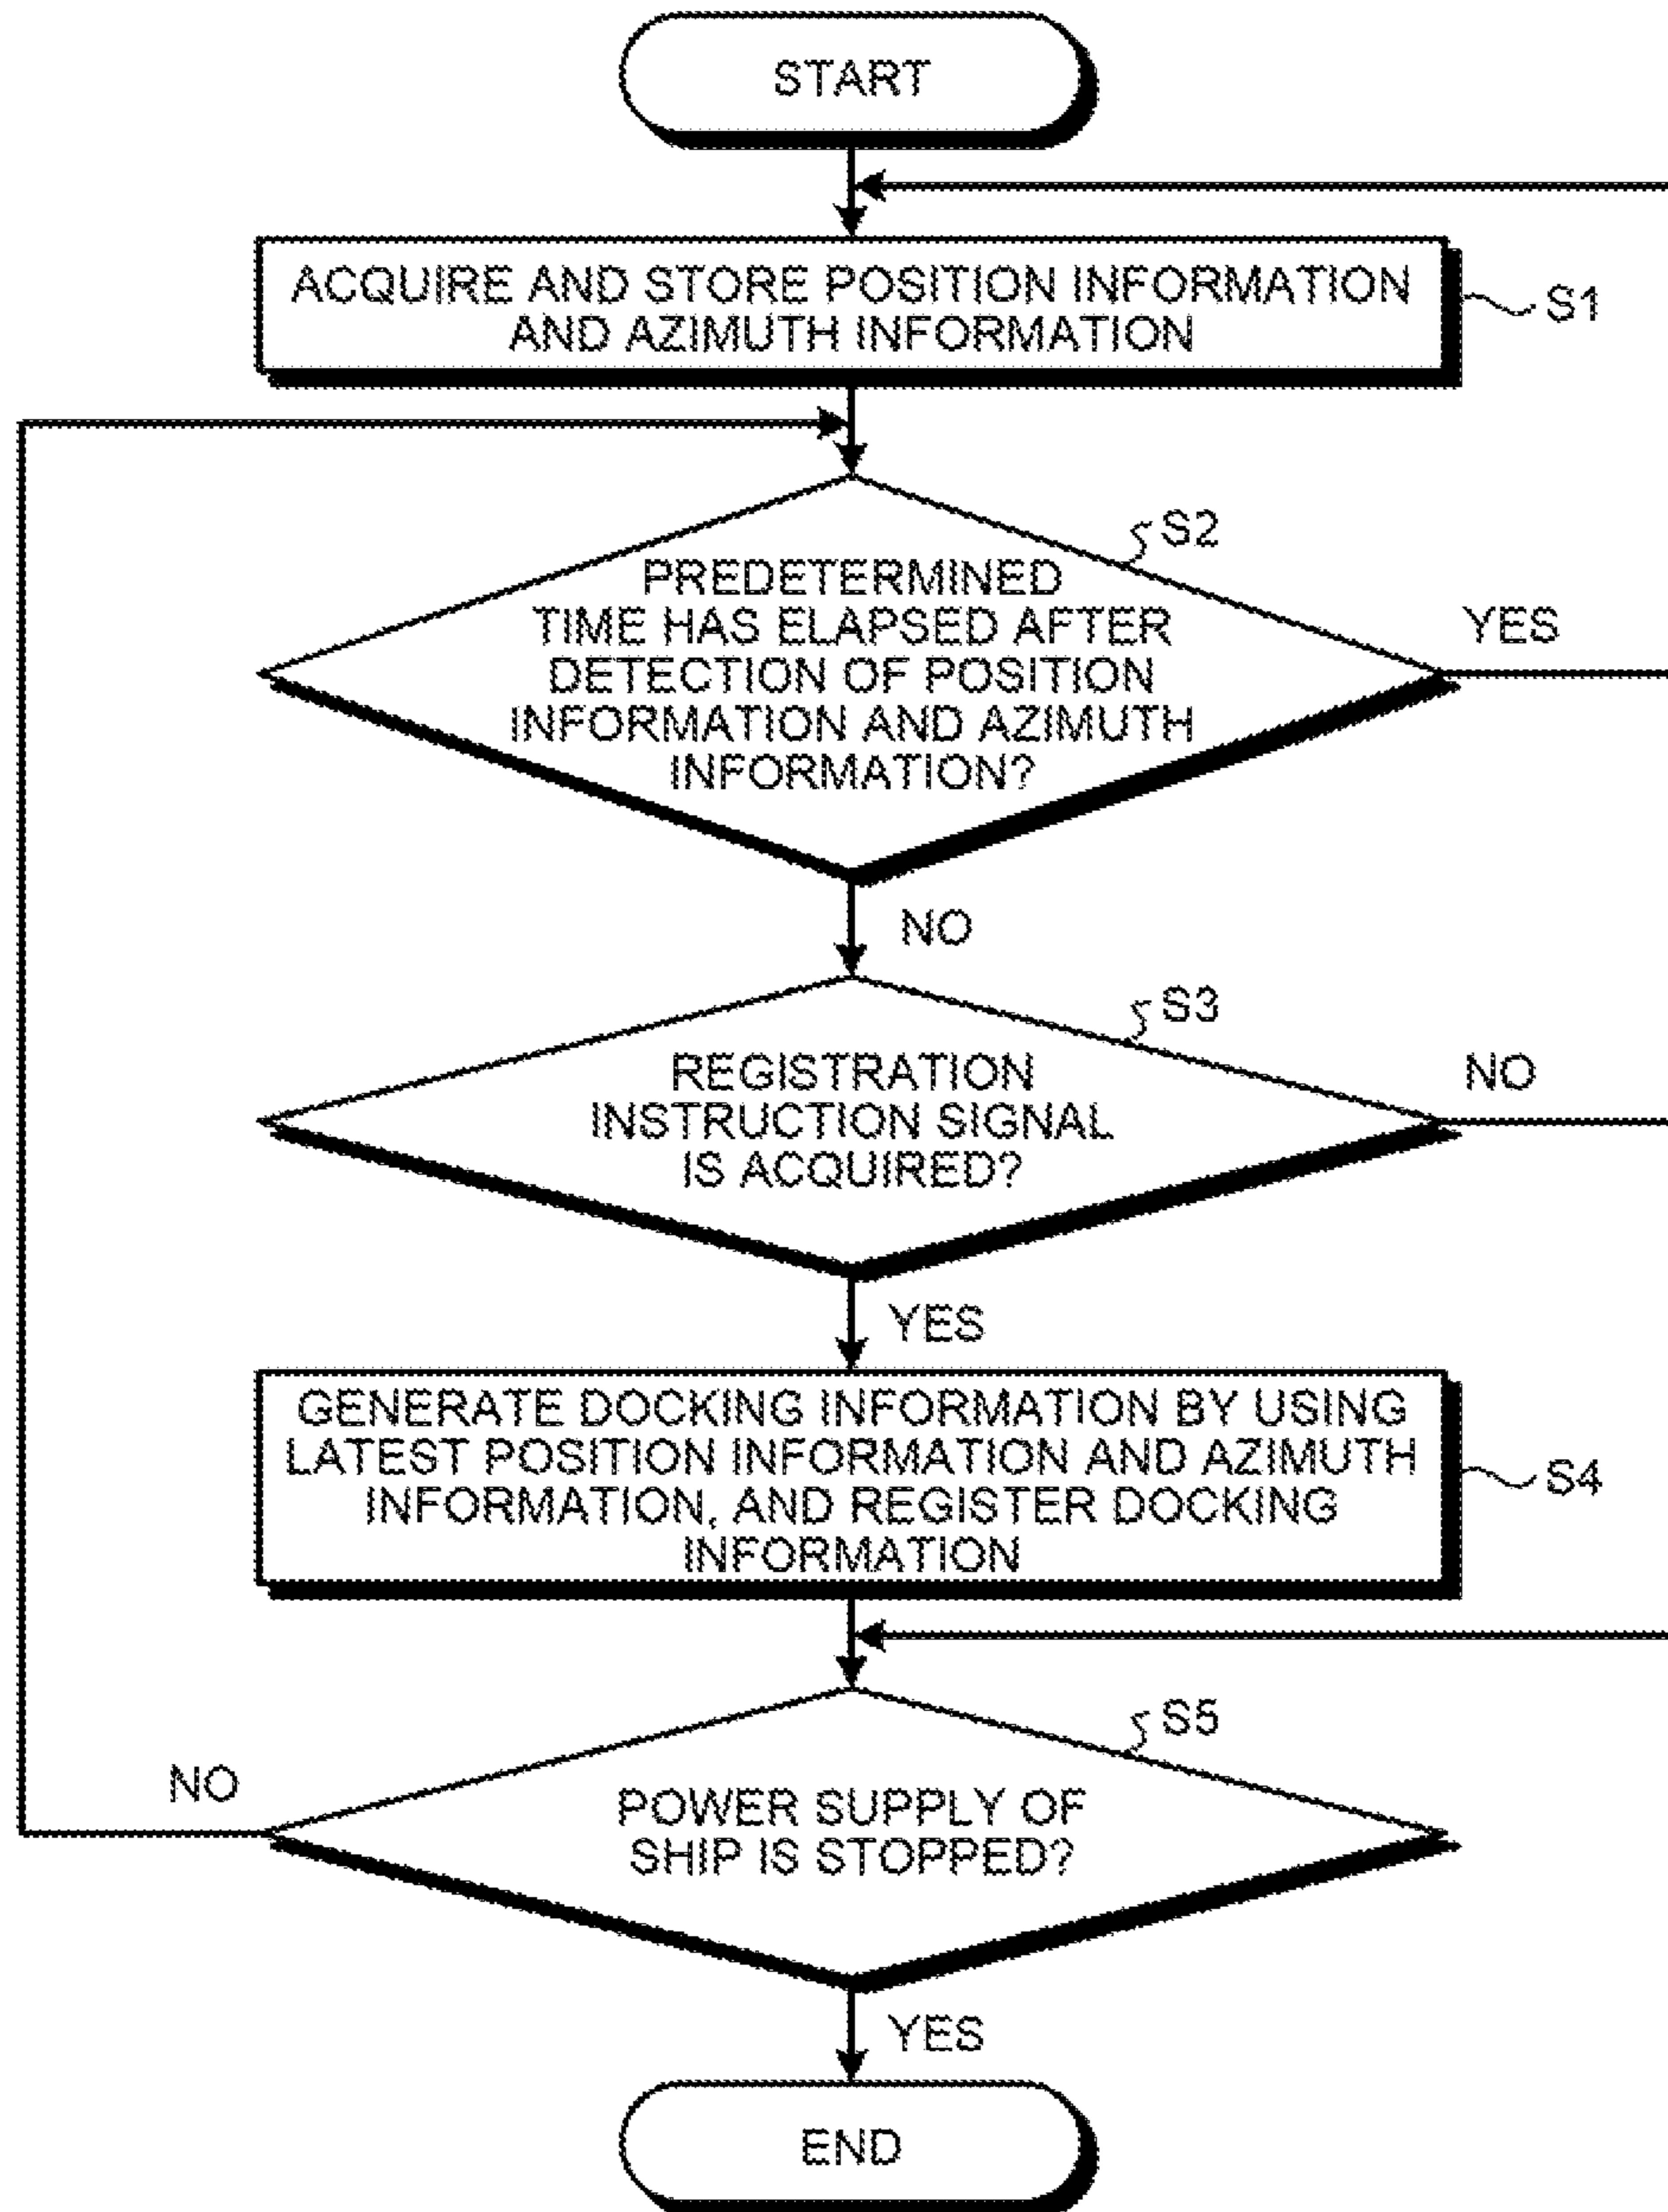 START
ACQUIRE AND STORE POSITION INFORMATION
AND AZIMUTH INFORMATION
S1
S2
PREDETERMINED
TIME HAS ELAPSED AFTER
DETECTION OF POSITION
INFORMATION AND AZIMUTH
INFORMATION?
YES
NO
S3
REGISTRATION
INSTRUCTION SIGNAL
IS ACQUIRED?
NO
YES
GENERATE DOCKING INFORMATION BY USING
LATEST POSITION INFORMATION AND AZIMUTH
INFORMATION, AND REGISTER DOCKING
INFORMATION
S4
S5
NO
POWER SUPPLY OF
SHIP IS STOPPED?
YES
END